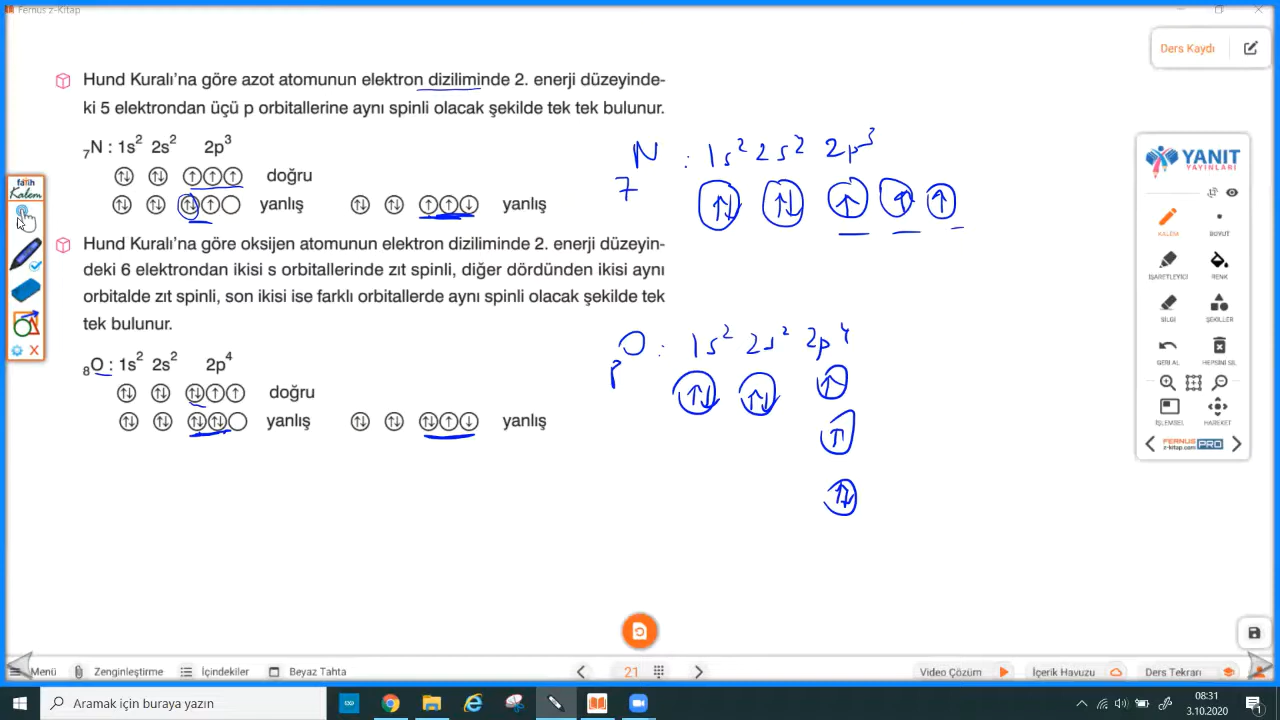 Fernus z-Kitap
Ders Kaydı
Hund Kuralı’na göre azot atomunun elektron diziliminde 2. enerji düzeyinde-
ki 5 elektrondan üçü p orbitallerine aynı spinli olacak şekilde tek tek bulunur.
₇N : 1s² 2s² 2p³
doğru
yanlış yanlış
N : 1s² 2s² 2p³
7
fatih
Kalem
Hund Kuralı’na göre oksijen atomunun elektron diziliminde 2. enerji düzeyin-
deki 6 elektrondan ikisi s orbitallerinde zıt spinli, diğer dördünden ikisi aynı
orbitalde zıt spinli, son ikisi ise farklı orbitallerde aynı spinli olacak şekilde tek
tek bulunur.
₈O : 1s² 2s² 2p⁴
doğru
yanlış yanlış
O : 1s² 2s² 2p⁴
YANIT
YAYINLARI
KALEM BOYUT
İŞARETLEYİCİ RENK
SİLGİ ŞEKİLLER
GERİ AL HEPSİNİ SİL
İŞLEMSEL HAREKET
FERNUS
z-kitap.com PRO
Menü Zenginleştirme İçindekiler Beyaz Tahta 21 Video Çözüm İçerik Havuzu Ders Tekrarı
Aramak için buraya yazın
08:31
3.10.2020
1